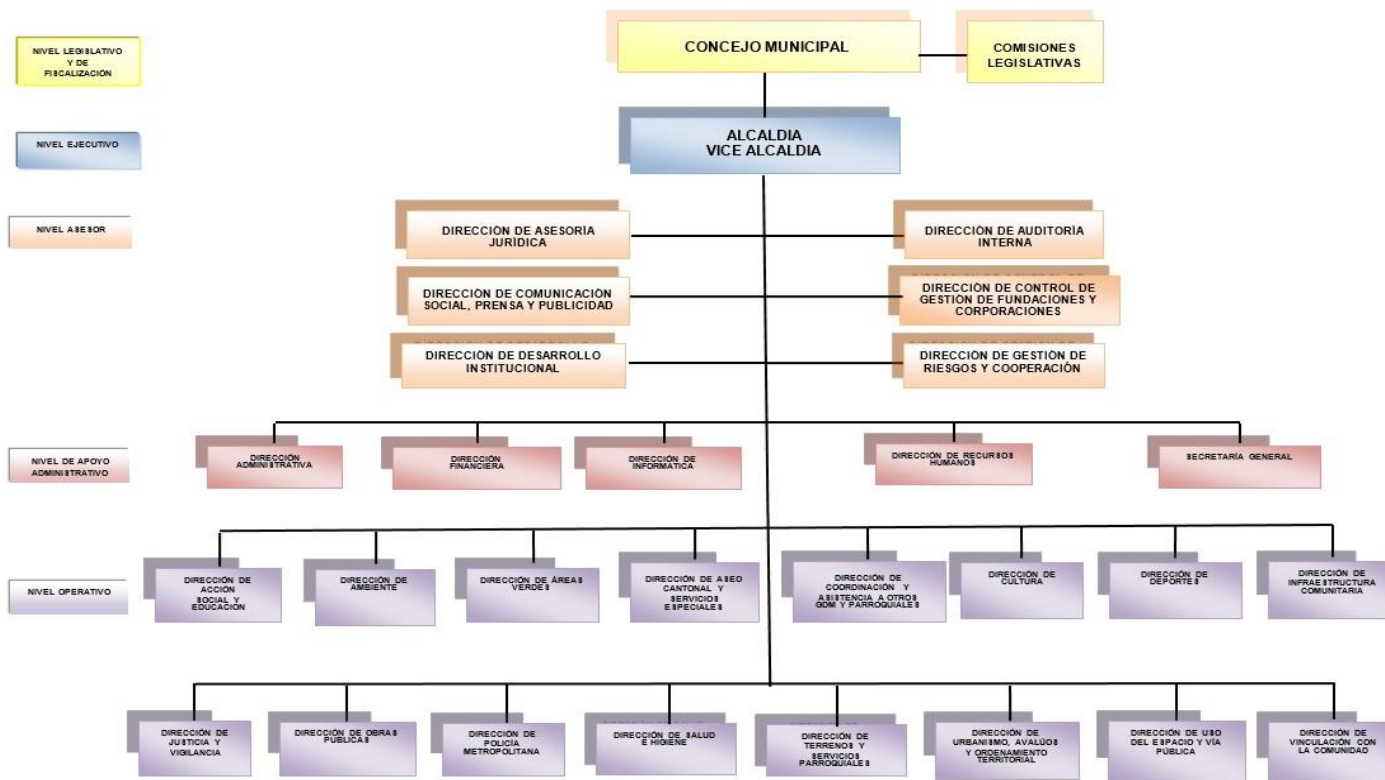 NIVEL LEGISLATIVO
Y DE
FISCALIZACIÓN
CONCEJO MUNICIPAL
COMISIONES
LEGISLATIVAS
NIVEL EJECUTIVO
ALCALDIA
VICE ALCALDIA
NIVEL ASESOR
DIRECCIÓN DE ASESORÍA
JURÍDICA
DIRECCIÓN DE AUDITORÍA
INTERNA
DIRECCIÓN DE COMUNICACIÓN
SOCIAL, PRENSA Y PUBLICIDAD
DIRECCIÓN DE CONTROL DE
GESTIÓN DE FUNDACIONES Y
CORPORACIONES
DIRECCIÓN DE DESARROLLO
INSTITUCIONAL
DIRECCIÓN DE GESTIÓN DE
RIESGOS Y COOPERACIÓN
NIVEL DE APOYO
ADMINISTRATIVO
DIRECCIÓN
ADMINISTRATIVA
DIRECCIÓN
FINANCIERA
DIRECCIÓN DE
INFORMATICA
DIRECCIÓN DE RECURSOS
HUMANOS
SECRETARÍA GENERAL
NIVEL OPERATIVO
DIRECCIÓN DE
ACCIÓN
SOCIAL Y
EDUCACIÓN
DIRECCIÓN DE
AMBIENTE
DIRECCIÓN DE ÁREAS
VERDES
DIRECCIÓN DE ASEO
CANTONAL Y
SERVICIOS
ESPECIALES
DIRECCIÓN DE
COORDINACIÓN Y
ASISTENCIA A OTROS
GDM Y PARROQUIALES
DIRECCIÓN DE
CULTURA
DIRECCIÓN DE
DEPORTES
DIRECCIÓN DE
INFRAESTRUCTURA
COMUNITARIA
DIRECCIÓN DE
JUSTICIA Y
VIGILANCIA
DIRECCIÓN DE OBRAS
PÚBLICAS
DIRECCIÓN DE
POLICÍA
METROPOLITANA
DIRECCIÓN DE SALUD
E HIGIENE
DIRECCIÓN DE
TERRENOS Y
SERVICIOS
PARROQUIALES
DIRECCIÓN DE
URBANISMO, AVALÚOS
Y ORDENAMIENTO
TERRITORIAL
DIRECCIÓN DE USO
DEL ESPACIO Y VÍA
PÚBLICA
DIRECCIÓN DE
VINCULACIÓN CON
LA COMUNIDAD